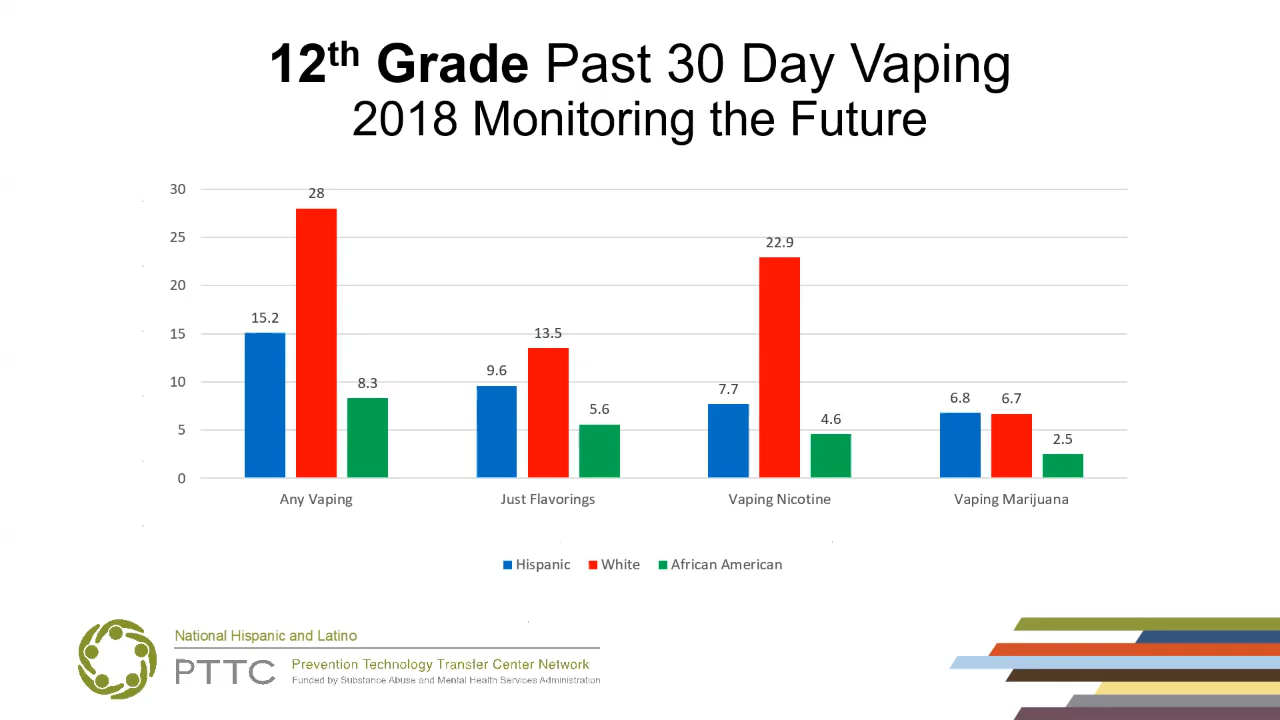 12th Grade Past 30 Day Vaping
2018 Monitoring the Future
30
25
20
15
10
5
0
28
15.2
8.3
13.5
9.6
5.6
22.9
7.7
4.6
6.8
6.7
2.5
Any Vaping
Just Flavorings
Vaping Nicotine
Vaping Marijuana
Hispanic White African American
National Hispanic and Latino
PTTC
Prevention Technology Transfer Center Network
Funded by Substance Abuse and Mental Health Services Administration